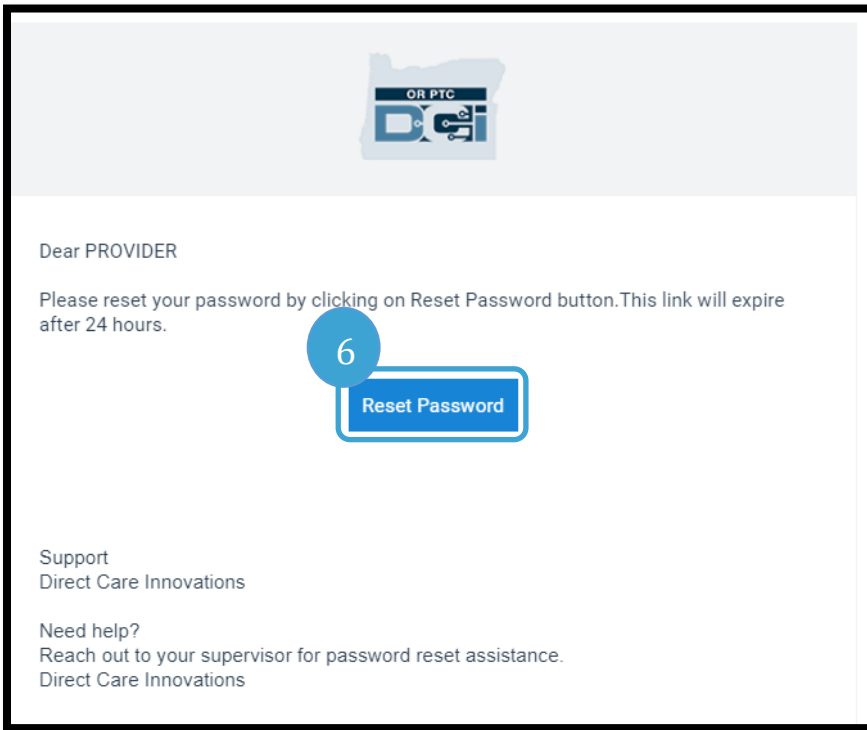 OR PTC
DCi
Dear PROVIDER
Please reset your password by clicking on Reset Password button.This link will expire
after 24 hours.
6
Reset Password
Support
Direct Care Innovations
Need help?
Reach out to your supervisor for password reset assistance.
Direct Care Innovations